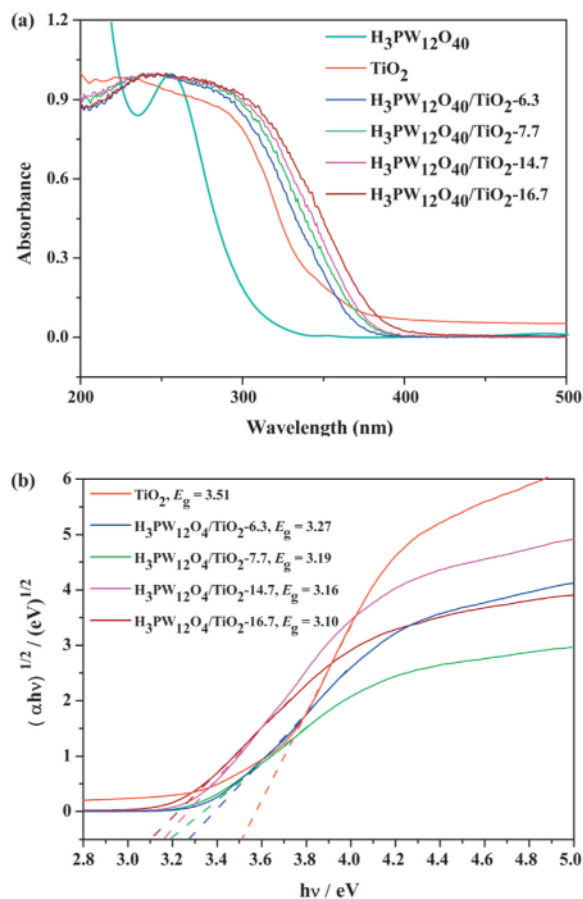 (a)
1.2
0.9
0.6
0.3
0.0
Absorbance
H₃PW₁₂O₄₀
TiO₂
H₃PW₁₂O₄₀/TiO₂-6.3
H₃PW₁₂O₄₀/TiO₂-7.7
H₃PW₁₂O₄₀/TiO₂-14.7
H₃PW₁₂O₄₀/TiO₂-16.7
200 300 400 500
Wavelength (nm)
(b)
6
5
4
3
2
1
0
(αhν)¹/²/ (eV)¹/²
TiO₂, Eg = 3.51
H₃PW₁₂O₄/TiO₂-6.3, Eg = 3.27
H₃PW₁₂O₄/TiO₂-7.7, Eg = 3.19
H₃PW₁₂O₄/TiO₂-14.7, Eg = 3.16
H₃PW₁₂O₄/TiO₂-16.7, Eg = 3.10
2.8 3.0 3.2 3.4 3.6 3.8 4.0 4.2 4.4 4.6 4.8 5.0
hν / eV